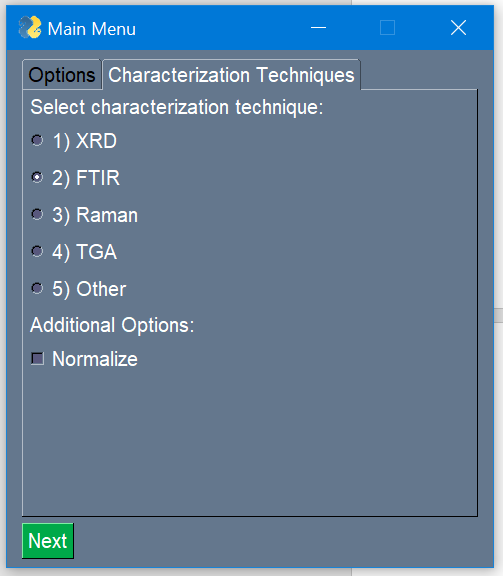 Main Menu
Options Characterization Techniques
Select characterization technique:
1) XRD
2) FTIR
3) Raman
4) TGA
5) Other
Additional Options:
Normalize
Next